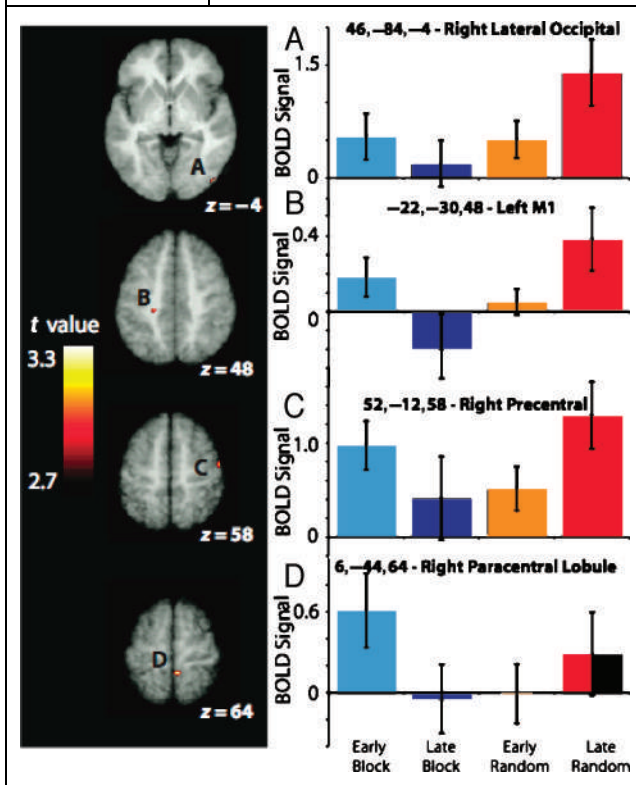 A
46,−84,−4 - Right Lateral Occipital
BOLD Signal
1.5
0
A
z = −4
B
−22,−30,48 - Left M1
BOLD Signal
0.4
0
B
z = 48
t value
3.3
2.7
C
52,−12,58 - Right Precentral
BOLD Signal
1.0
0
C
z = 58
D
6,−44,64 - Right Paracentral Lobule
BOLD Signal
0.6
0
D
z = 64
Early Block
Late Block
Early Random
Late Random